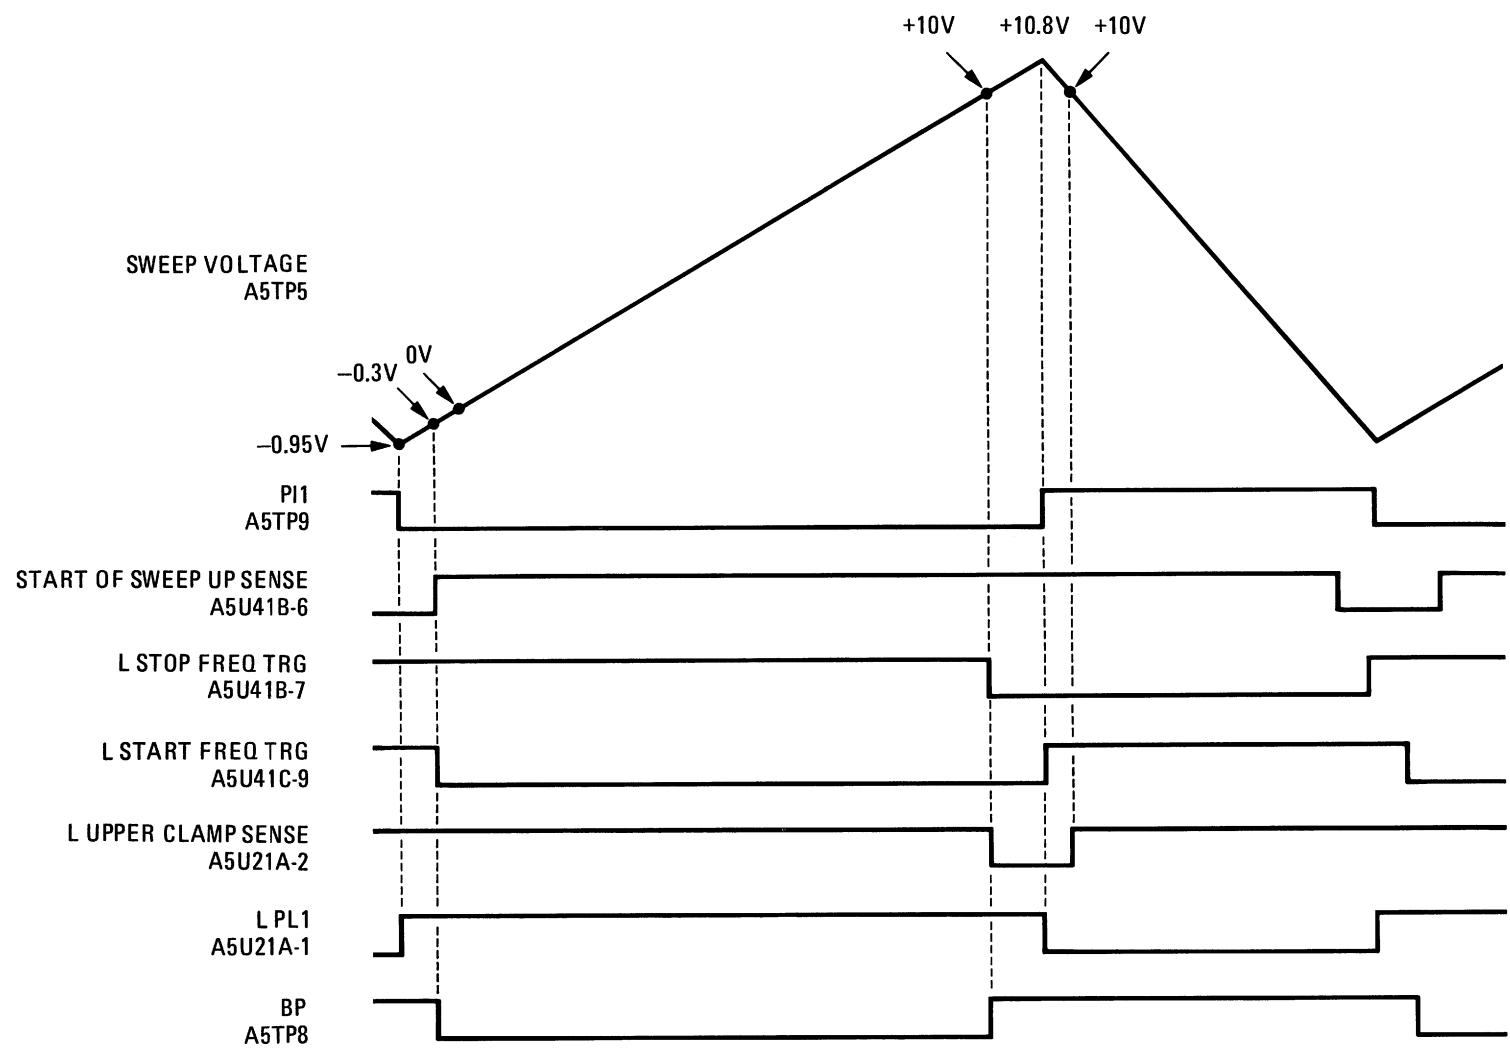 +10V
+10.8V
+10V
SWEEP VOLTAGE
A5TP5
0V
–0.3V
–0.95V
PI1
A5TP9
START OF SWEEP UP SENSE
A5U41B-6
L STOP FREQ TRG
A5U41B-7
L START FREQ TRG
A5U41C-9
L UPPER CLAMP SENSE
A5U21A-2
L PL1
A5U21A-1
BP
A5TP8